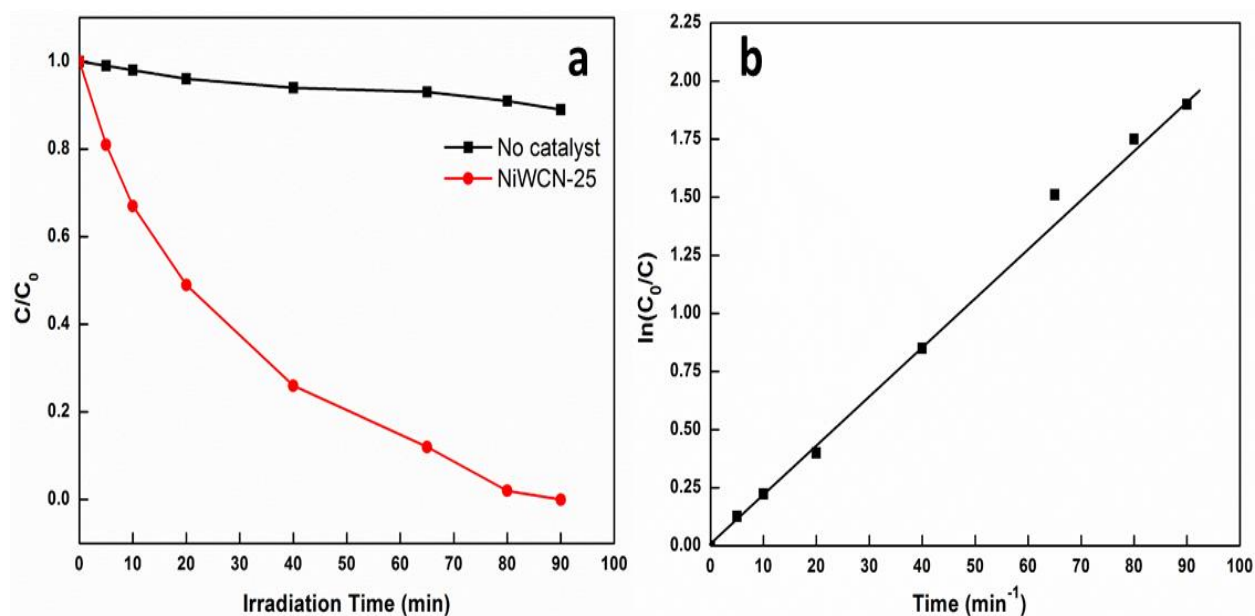 a
No catalyst
NiWCN-25
C/C₀
1.0
0.8
0.6
0.4
0.2
0.0
0 10 20 30 40 50 60 70 80 90 100
Irradiation Time (min)
b
ln(C₀/C)
2.25
2.00
1.75
1.50
1.25
1.00
0.75
0.50
0.25
0.00
0 10 20 30 40 50 60 70 80 90 100
Time (min⁻¹)